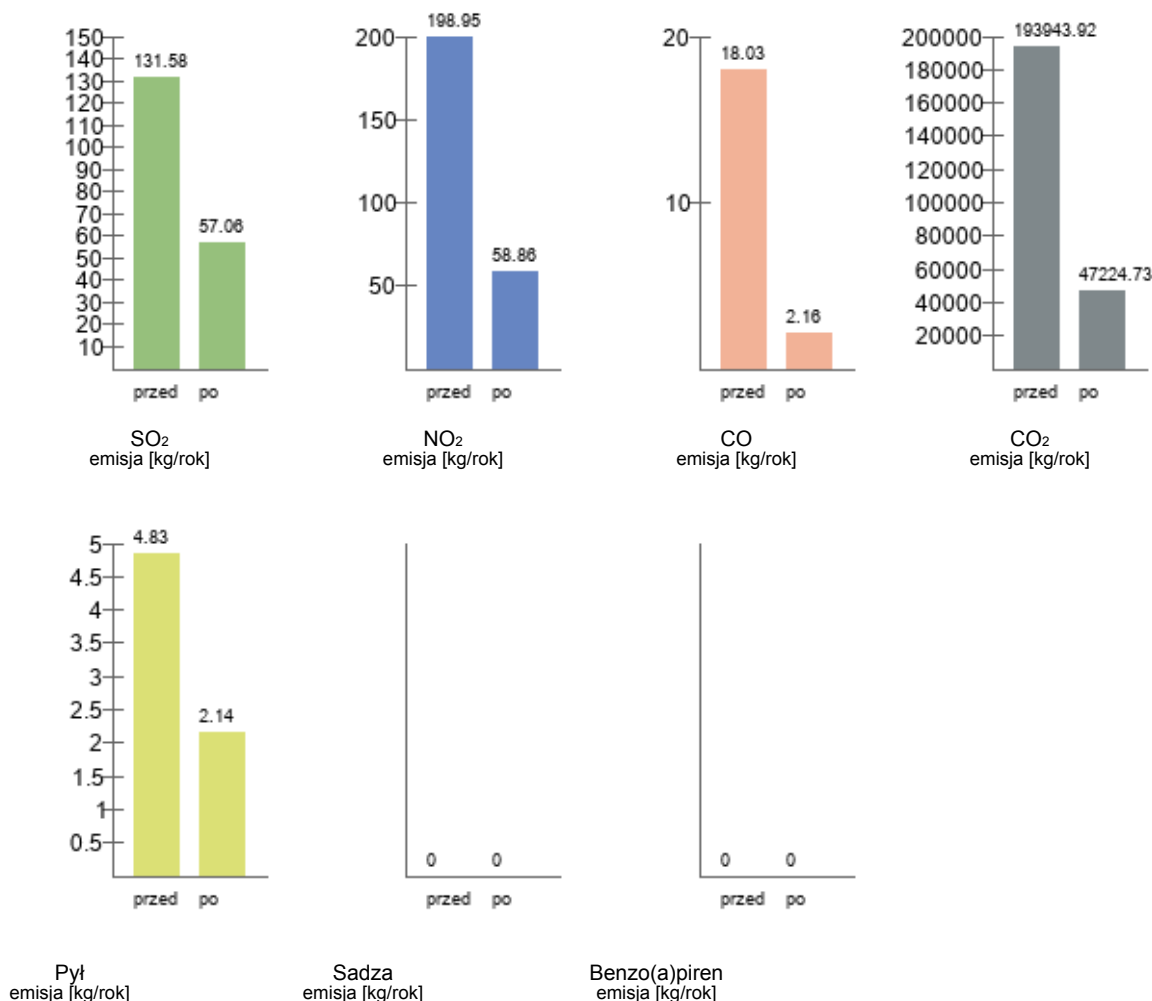 150
140
130
120
110
100
90
80
70
60
50
40
30
20
10
131.58
57.06
przed po
SO2
emisja [kg/rok]
200
150
100
50
198.95
58.86
przed po
NO2
emisja [kg/rok]
20
10
18.03
2.16
przed po
CO
emisja [kg/rok]
200000
180000
160000
140000
120000
100000
80000
60000
40000
20000
193943.92
47224.73
przed po
CO2
emisja [kg/rok]
5
4.5
4
3.5
3
2.5
2
1.5
1
0.5
4.83
2.14
przed po
Pył
emisja [kg/rok]
0 0
przed po
Sadza
emisja [kg/rok]
0 0
przed po
Benzo(a)piren
emisja [kg/rok]